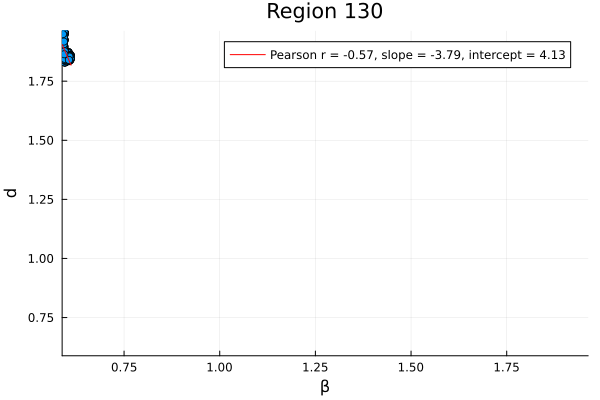 Region 130
Pearson r = -0.57, slope = -3.79, intercept = 4.13
1.75
1.50
1.25
1.00
0.75
d
0.75 1.00 1.25 1.50 1.75
β